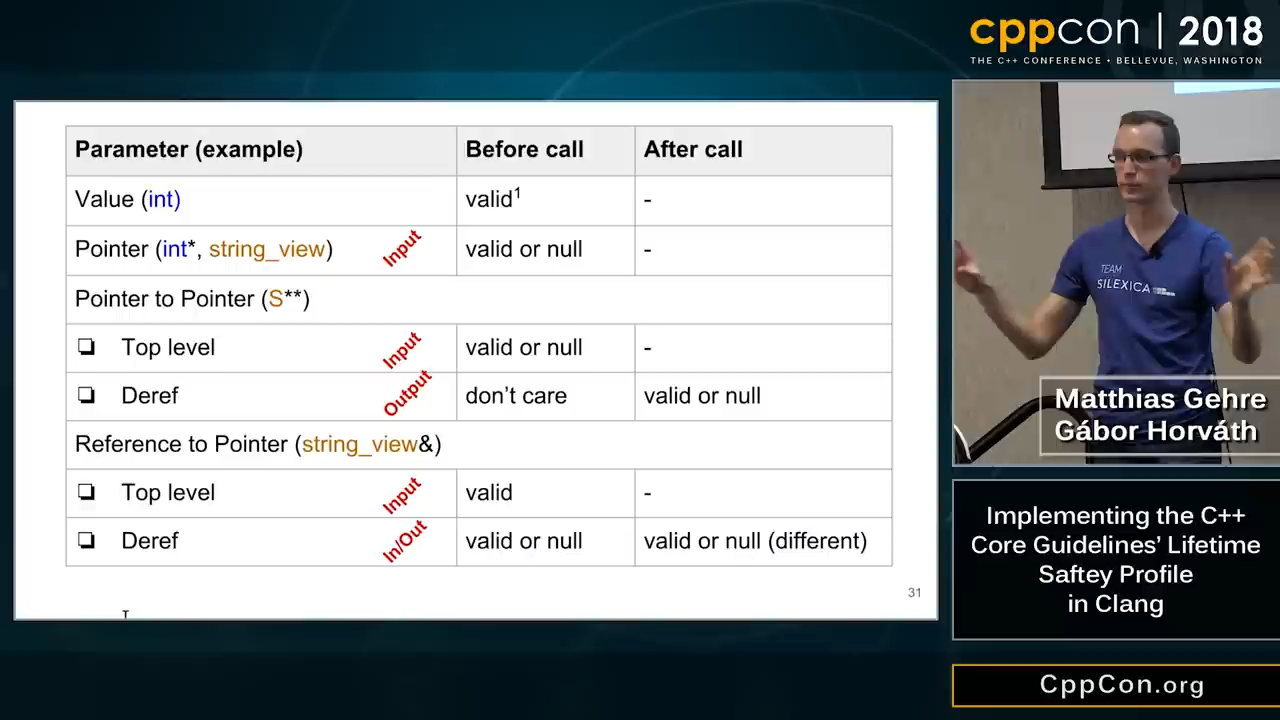 cppcon | 2018
THE C++ CONFERENCE • BELLEVUE, WASHINGTON
Parameter (example) Before call After call
Value (int) valid1 -
Pointer (int*, string_view) Input valid or null -
Pointer to Pointer (S**)
❏ Top level Input valid or null -
❏ Deref Output don’t care valid or null
Reference to Pointer (string_view&)
❏ Top level Input valid -
❏ Deref In/Out valid or null valid or null (different)
31
TEAM
SILEXICA
Matthias Gehre
Gábor Horváth
Implementing the C++
Core Guidelines’ Lifetime
Saftey Profile
in Clang
CppCon.org